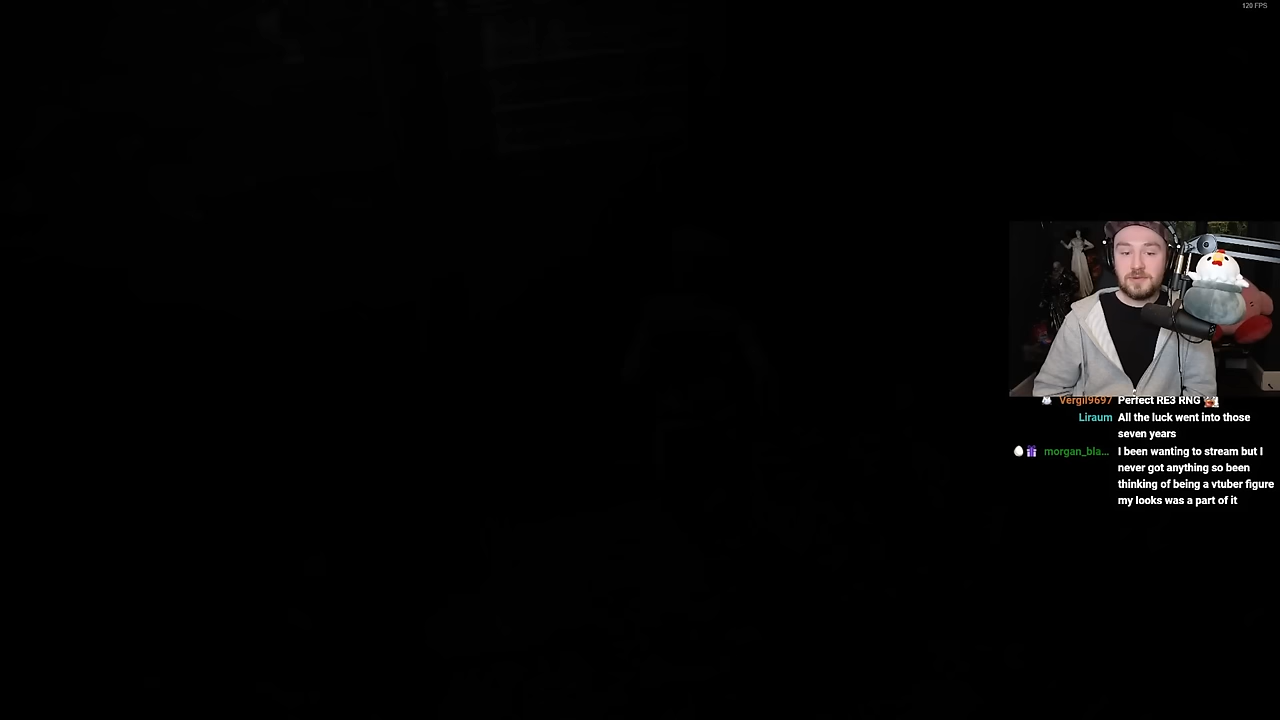 120 FPS
Vergil9697 Perfect RE3 RNG
Liraum All the luck went into those
seven years
morgan_bla... I been wanting to stream but I
never got anything so been
thinking of being a vtuber figure
my looks was a part of it